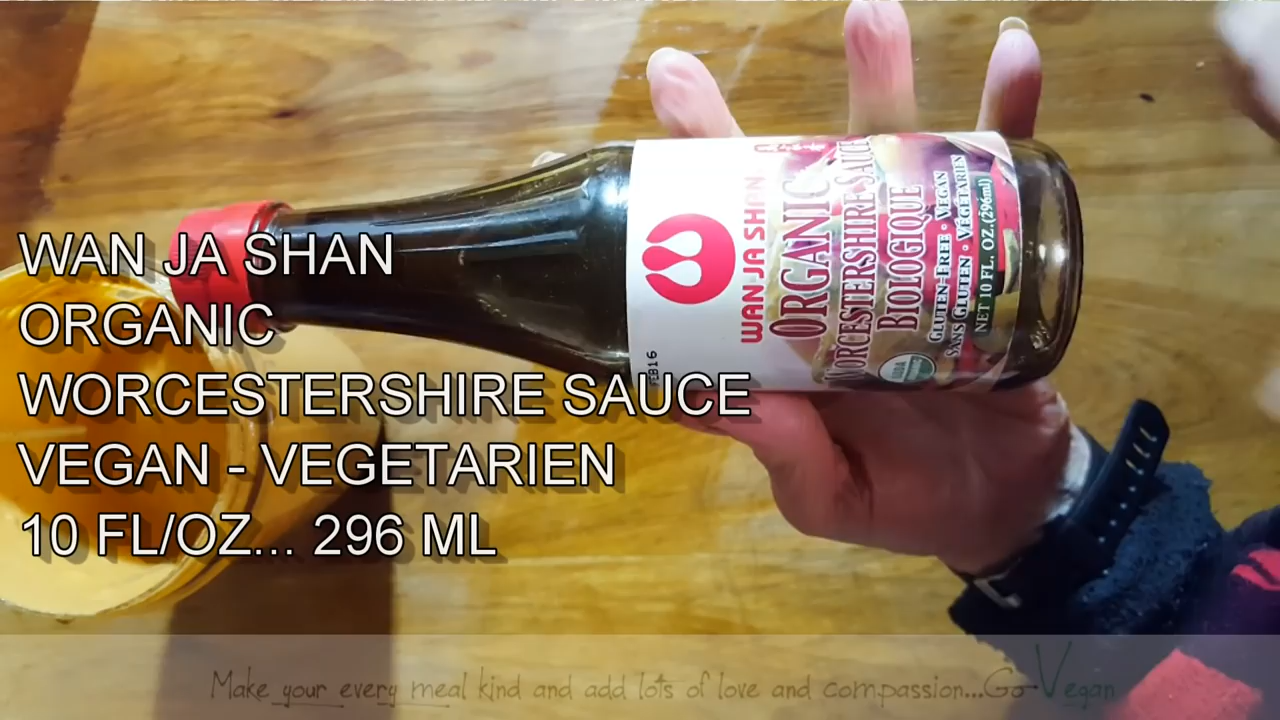 WAN JA SHAN
ORGANIC
WORCESTERSHIRE SAUCE
VEGAN - VEGETARIEN
10 FL/OZ... 296 ML
WAN JA SHAN
ORGANIC
WORCESTERSHIRE SAUCE
BIOLOGIQUE
GLUTEN-FREE • VEGAN
SANS GLUTEN • VÉGÉTARIEN
NET 10 FL. OZ.(296ml)
USDA
Make your every meal kind and add lots of love and compassion...Go Vegan